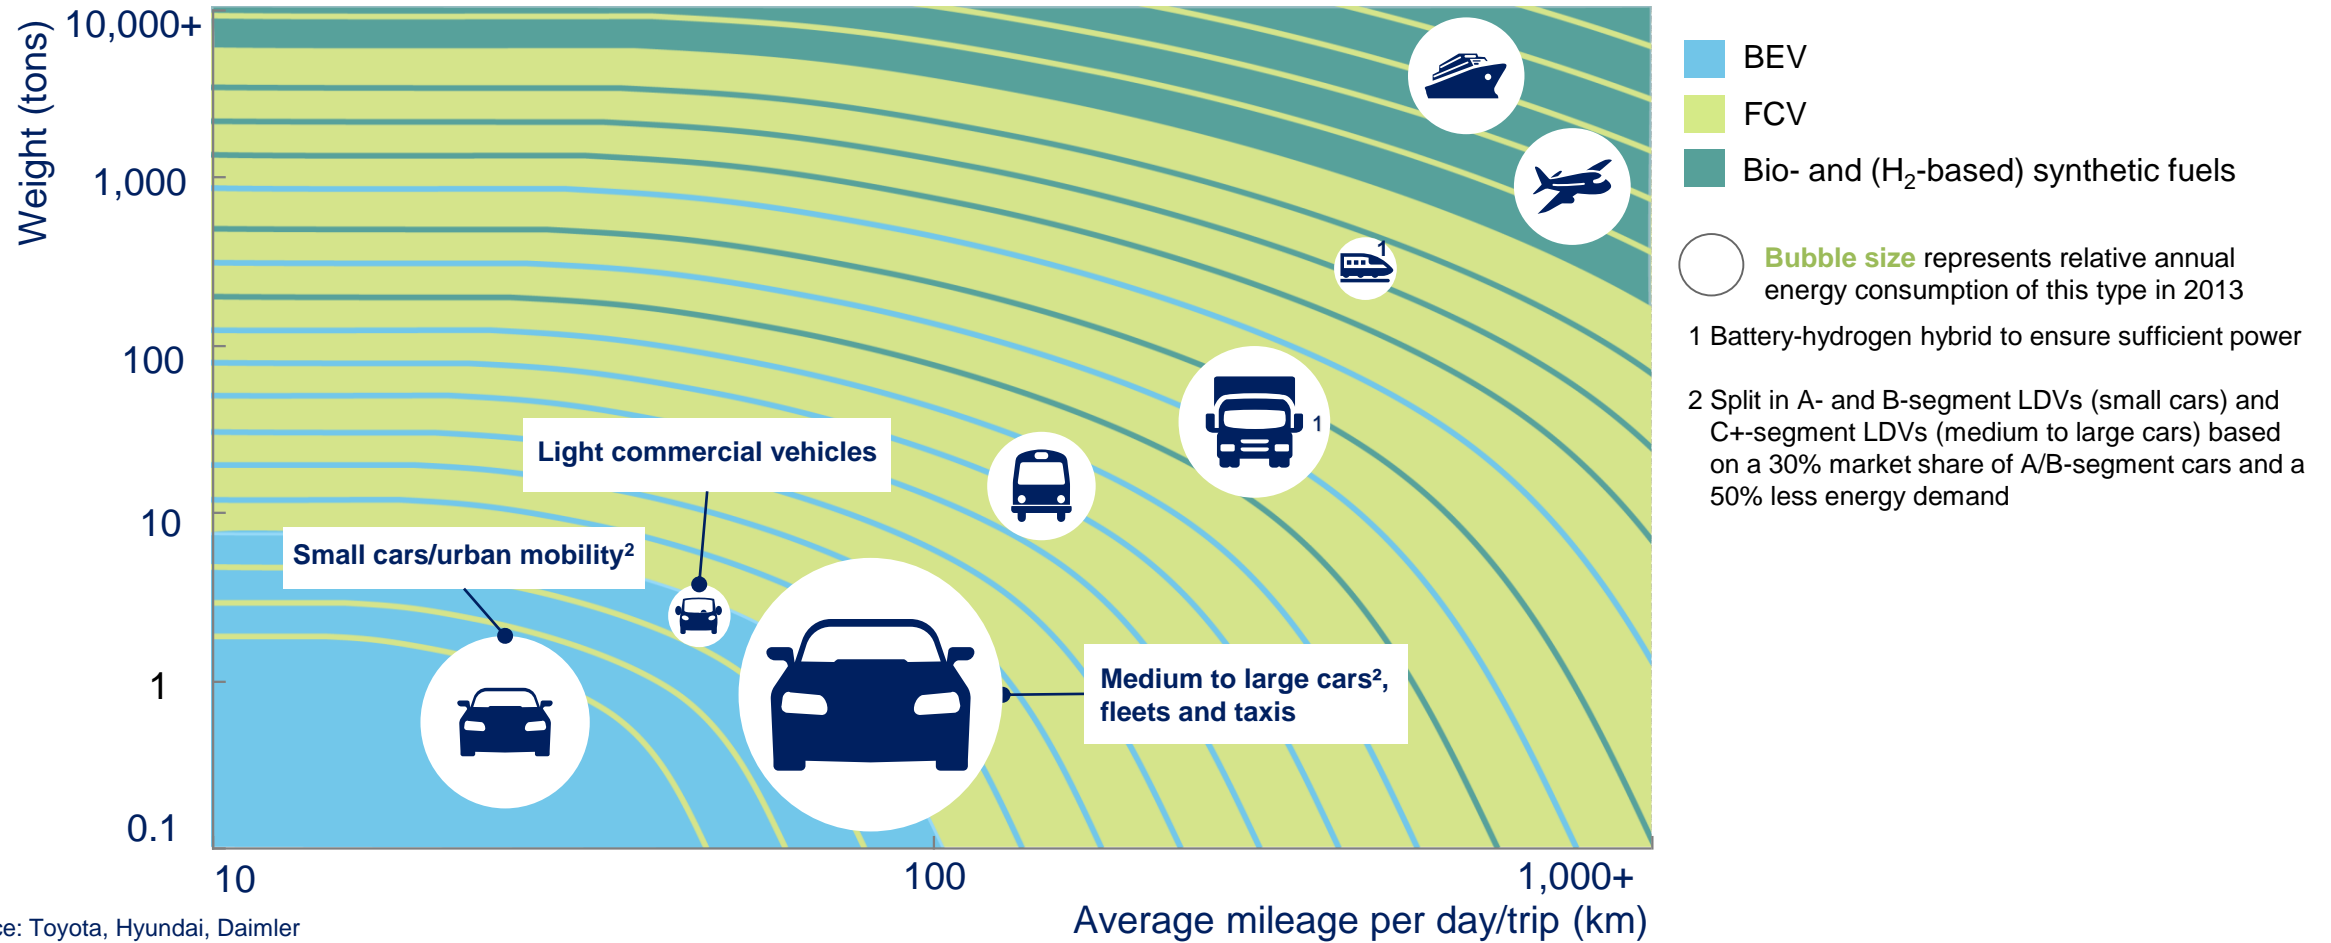 Weight (tons)
10,000+
1,000
100
10
1
0.1
10
100
1,000+
Average mileage per day/trip (km)
Light commercial vehicles
Small cars/urban mobility²
Medium to large cars²,
fleets and taxis
1
1
BEV
FCV
Bio- and (H₂-based) synthetic fuels
Bubble size represents relative annual
energy consumption of this type in 2013
1 Battery-hydrogen hybrid to ensure sufficient power
2 Split in A- and B-segment LDVs (small cars) and
C+-segment LDVs (medium to large cars) based
on a 30% market share of A/B-segment cars and a
50% less energy demand
ce: Toyota, Hyundai, Daimler